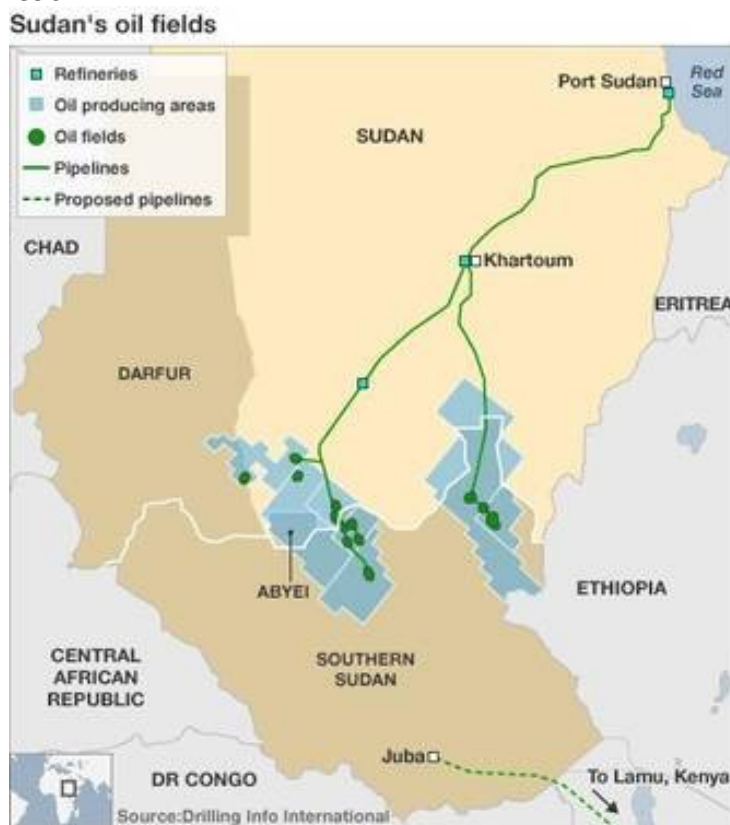 Sudan's oil fields
Refineries
Oil producing areas
Oil fields
Pipelines
Proposed pipelines
Port Sudan
Red
Sea
SUDAN
CHAD
Khartoum
ERITREA
DARFUR
ABYEI
ETHIOPIA
CENTRAL
AFRICAN
REPUBLIC
SOUTHERN
SUDAN
Juba
To Lamu, Kenya
DR CONGO
Source:Drilling Info International